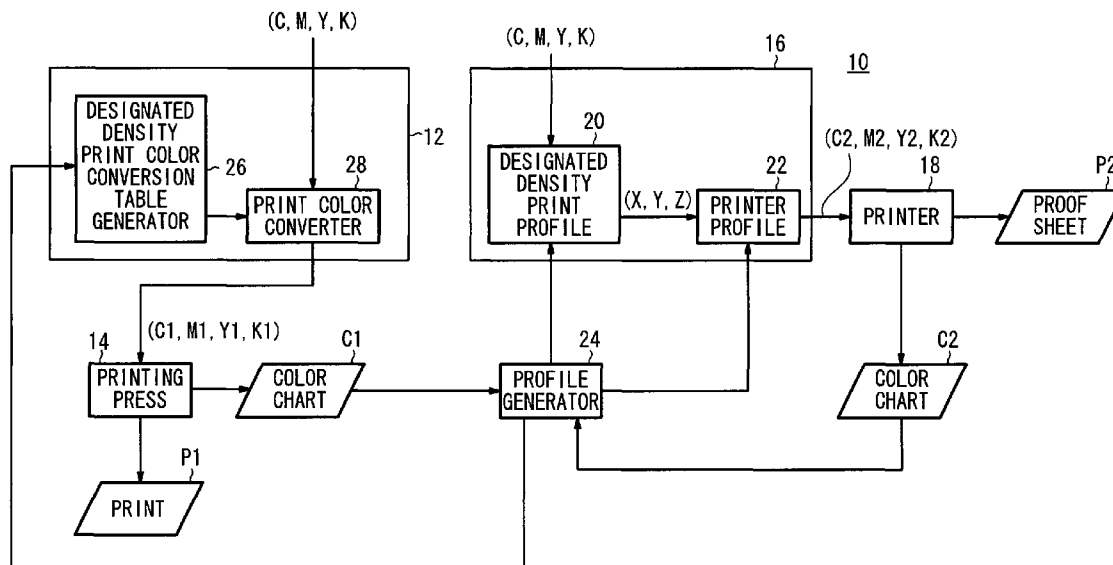 (C, M, Y, K)
(C, M, Y, K)
16
10
DESIGNATED
DENSITY
PRINT COLOR
CONVERSION
TABLE
GENERATOR
26
12
28
PRINT COLOR
CONVERTER
20
DESIGNATED
DENSITY
PRINT
PROFILE
(X, Y, Z)
22
PRINTER
PROFILE
(C2, M2, Y2, K2)
18
PRINTER
P2
PROOF
SHEET
(C1, M1, Y1, K1)
14
PRINTING
PRESS
C1
COLOR
CHART
24
PROFILE
GENERATOR
C2
COLOR
CHART
P1
PRINT